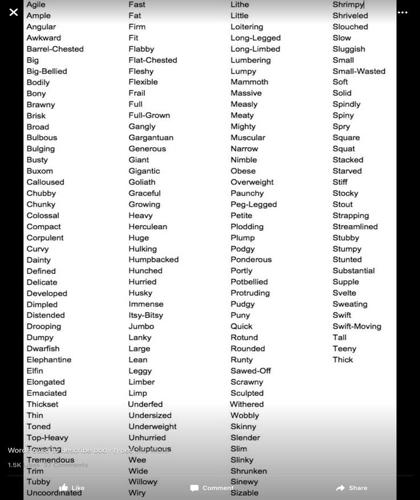 Agile
Ample
Angular
Awkward
Barrel-Chested
Big
Big-Bellied
Bodily
Bony
Brawny
Brisk
Broad
Bulbous
Bulging
Busty
Buxom
Calloused
Chubby
Chunky
Colossal
Compact
Corpulent
Curvy
Dainty
Defined
Delicate
Developed
Dimpled
Distended
Drooping
Dumpy
Dwarfish
Elephantine
Elfin
Elongated
Emaciated
Thickset
Thin
Toned
Top-Heavy
Towering
Tremendous
Trim
Tubby
Uncoordinated
Fast
Fat
Firm
Fit
Flabby
Flat-Chested
Fleshy
Flexible
Frail
Full
Full-Grown
Gangly
Gargantuan
Generous
Giant
Gigantic
Goliath
Graceful
Growing
Heavy
Herculean
Huge
Hulking
Humpbacked
Hunched
Hurried
Husky
Immense
Itsy-Bitsy
Jumbo
Lanky
Large
Lean
Leggy
Limber
Limp
Underfed
Undersized
Underweight
Unhurried
Voluptuous
Wee
Wide
Willowy
Wiry
Lithe
Little
Loitering
Long-Legged
Long-Limbed
Lumbering
Lumpy
Mammoth
Massive
Measly
Meaty
Mighty
Muscular
Narrow
Nimble
Obese
Overweight
Paunchy
Peg-Legged
Petite
Plodding
Plump
Podgy
Ponderous
Portly
Potbellied
Protruding
Pudgy
Puny
Quick
Rotund
Rounded
Runty
Sawed-Off
Scrawny
Sculpted
Withered
Wobbly
Skinny
Slender
Slim
Slinky
Shrunken
Sinewy
Sizable
Shrimpy
Shriveled
Slouched
Slow
Sluggish
Small
Small-Wasted
Soft
Solid
Spindly
Spiny
Spry
Square
Squat
Stacked
Starved
Stiff
Stocky
Stout
Strapping
Streamlined
Stubby
Stumpy
Stunted
Substantial
Supple
Svelte
Sweating
Swift
Swift-Moving
Tall
Teeny
Thick
1.5K Comments
Like
Comment
Share